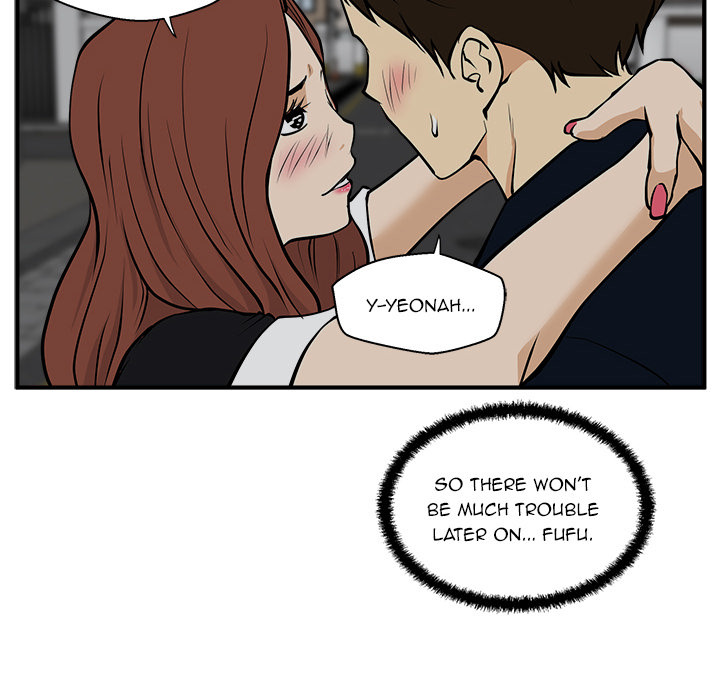 Y-YEONAH...
SO THERE WON'T
BE MUCH TROUBLE
LATER ON... FUFU.